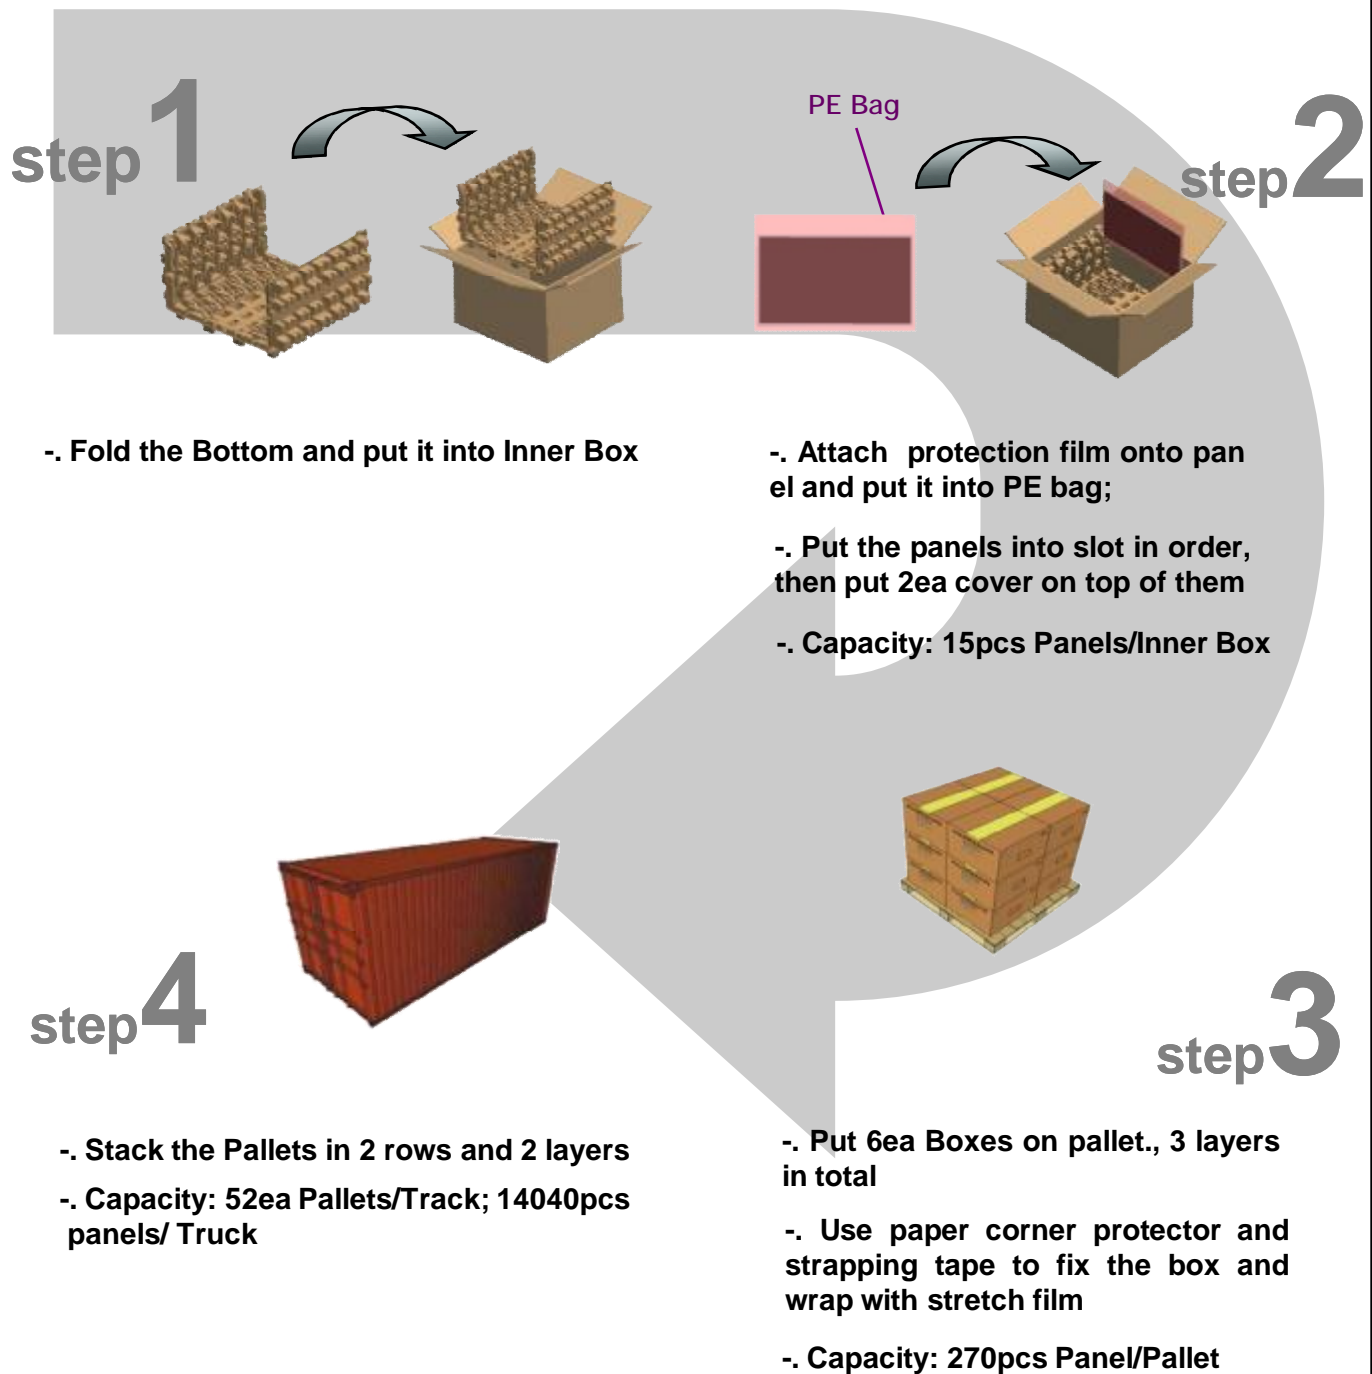 step1
-. Fold the Bottom and put it into Inner Box
PE Bag
step2
-. Attach protection film onto pan
el and put it into PE bag;
-. Put the panels into slot in order,
then put 2ea cover on top of them
-. Capacity: 15pcs Panels/Inner Box
step3
-. Put 6ea Boxes on pallet., 3 layers
in total
-. Use paper corner protector and
strapping tape to fix the box and
wrap with stretch film
-. Capacity: 270pcs Panel/Pallet
step4
-. Stack the Pallets in 2 rows and 2 layers
-. Capacity: 52ea Pallets/Track; 14040pcs
panels/ Truck